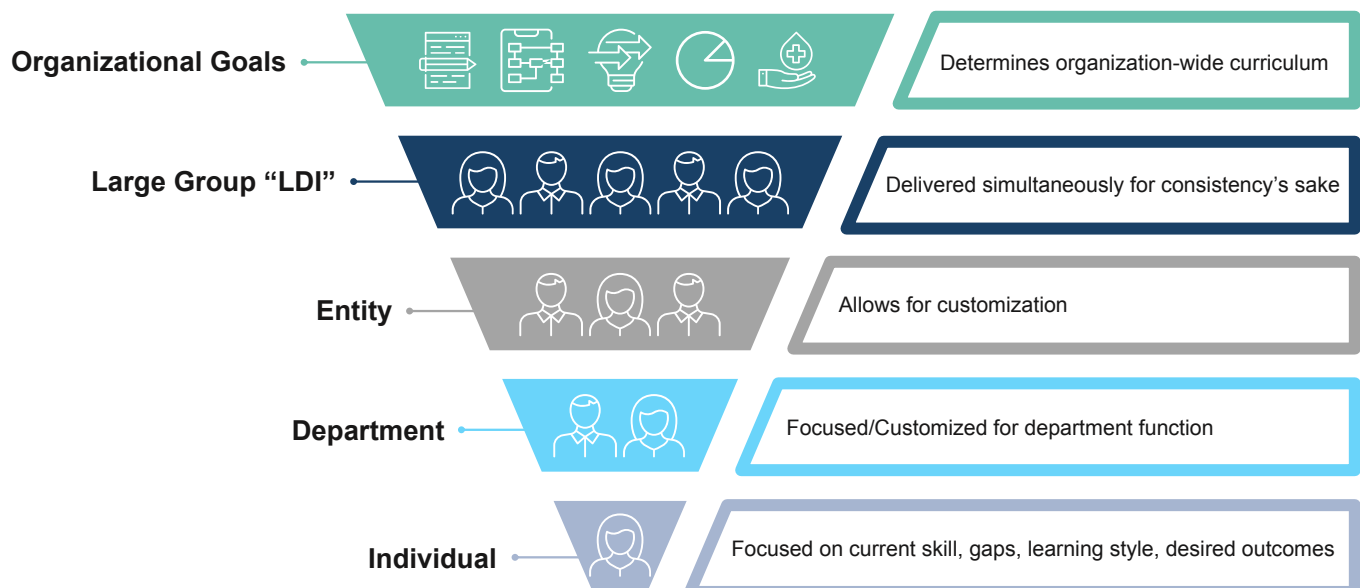 Organizational Goals
Determines organization-wide curriculum
Large Group “LDI”
Delivered simultaneously for consistency’s sake
Entity
Allows for customization
Department
Focused/Customized for department function
Individual
Focused on current skill, gaps, learning style, desired outcomes